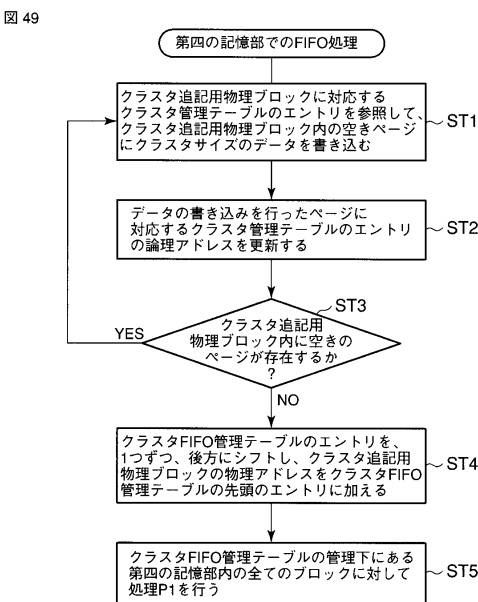 図 49
第四の記憶部でのFIFO処理
クラスタ追記用物理ブロックに対応する
クラスタ管理テーブルのエントリを参照して、
クラスタ追記用物理ブロック内の空きページ
にクラスタサイズのデータを書き込む
ST1
データの書き込みを行ったページに
対応するクラスタ管理テーブルのエントリ
の論理アドレスを更新する
ST2
ST3
クラスタ追記用
物理ブロック内に空きの
ページが存在するか
?
YES
NO
クラスタFIFO管理テーブルのエントリを、
1つずつ、後方にシフトし、クラスタ追記用
物理ブロックの物理アドレスをクラスタFIFO
管理テーブルの先頭のエントリに加える
ST4
クラスタFIFO管理テーブルの管理下にある
第四の記憶部内の全てのブロックに対して
処理P1を行う
ST5